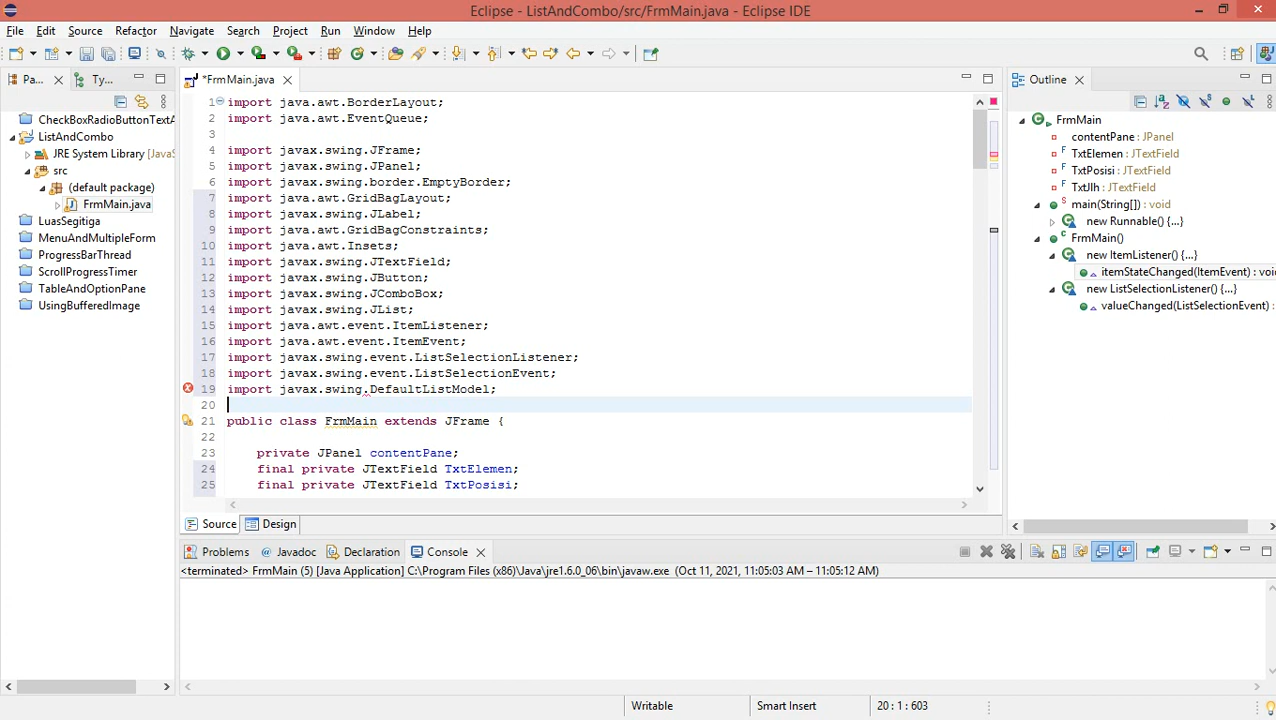 Eclipse - ListAndCombo/src/FrmMain.java - Eclipse IDE
File Edit Source Refactor Navigate Search Project Run Window Help
Pa...
Ty...
CheckBoxRadioButtonTextA
ListAndCombo
JRE System Library [JavaS
src
(default package)
FrmMain.java
LuasSegitiga
MenuAndMultipleForm
ProgressBarThread
ScrollProgressTimer
TableAndOptionPane
UsingBufferedImage
*FrmMain.java
1 import java.awt.BorderLayout;
2 import java.awt.EventQueue;
3
4 import javax.swing.JFrame;
5 import javax.swing.JPanel;
6 import javax.swing.border.EmptyBorder;
7 import java.awt.GridBagLayout;
8 import javax.swing.JLabel;
9 import java.awt.GridBagConstraints;
10 import java.awt.Insets;
11 import javax.swing.JTextField;
12 import javax.swing.JButton;
13 import javax.swing.JComboBox;
14 import javax.swing.JList;
15 import java.awt.event.ItemListener;
16 import java.awt.event.ItemEvent;
17 import javax.swing.event.ListSelectionListener;
18 import javax.swing.event.ListSelectionEvent;
19 import javax.swing.DefaultListModel;
20
21 public class FrmMain extends JFrame {
22
23 private JPanel contentPane;
24 final private JTextField TxtElemen;
25 final private JTextField TxtPosisi;
Source Design
Outline
FrmMain
contentPane : JPanel
TxtElemen : JTextField
TxtPosisi : JTextField
TxtJlh : JTextField
main(String[]) : void
new Runnable() {...}
FrmMain()
new ItemListener() {...}
itemStateChanged(ItemEvent) : voi
new ListSelectionListener() {...}
valueChanged(ListSelectionEvent)
Problems @ Javadoc Declaration Console
<terminated> FrmMain (5) [Java Application] C:\Program Files (x86)\Java\jre1.6.0_06\bin\javaw.exe (Oct 11, 2021, 11:05:03 AM – 11:05:12 AM)
Writable Smart Insert 20 : 1 : 603